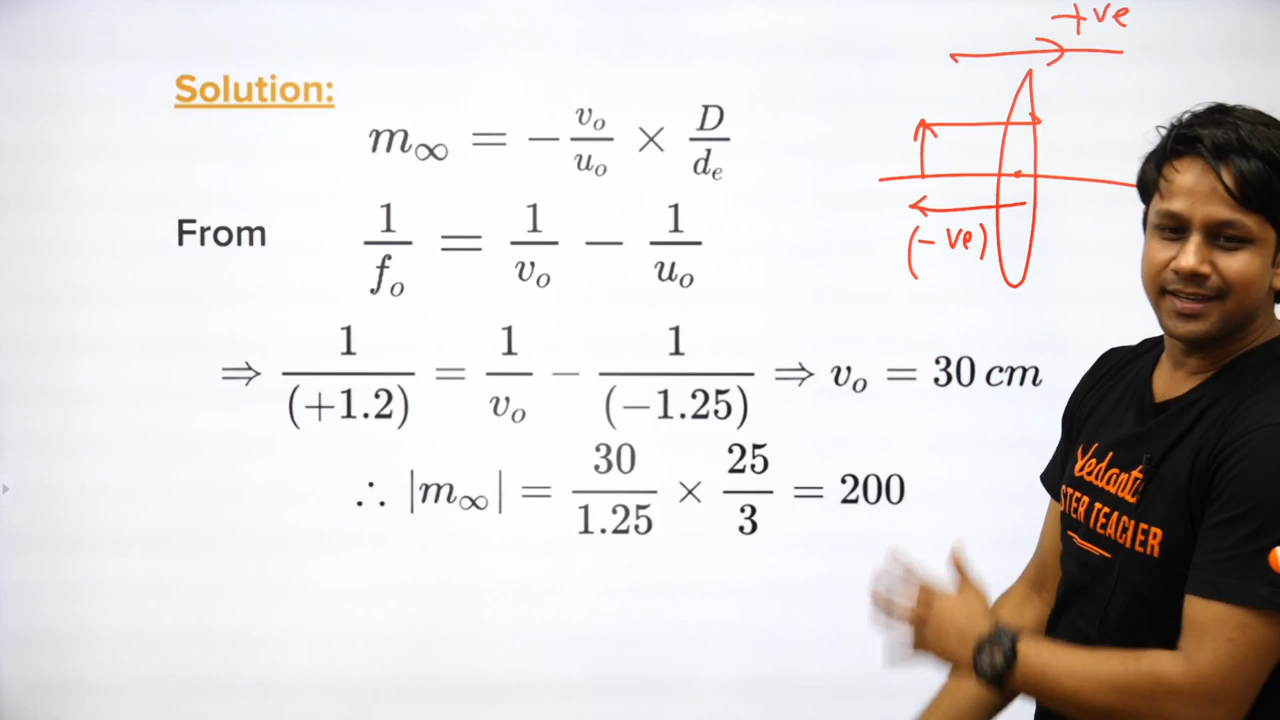 Solution:
m∞ = − v_o/u_o × D/d_e
From 1/f_o = 1/v_o − 1/u_o
⇒ 1/(+1.2) = 1/v_o − 1/(−1.25) ⇒ v_o = 30 cm
∴ |m∞| = 30/1.25 × 25/3 = 200
+ve
(− ve)
Vedant
STER TEACHER